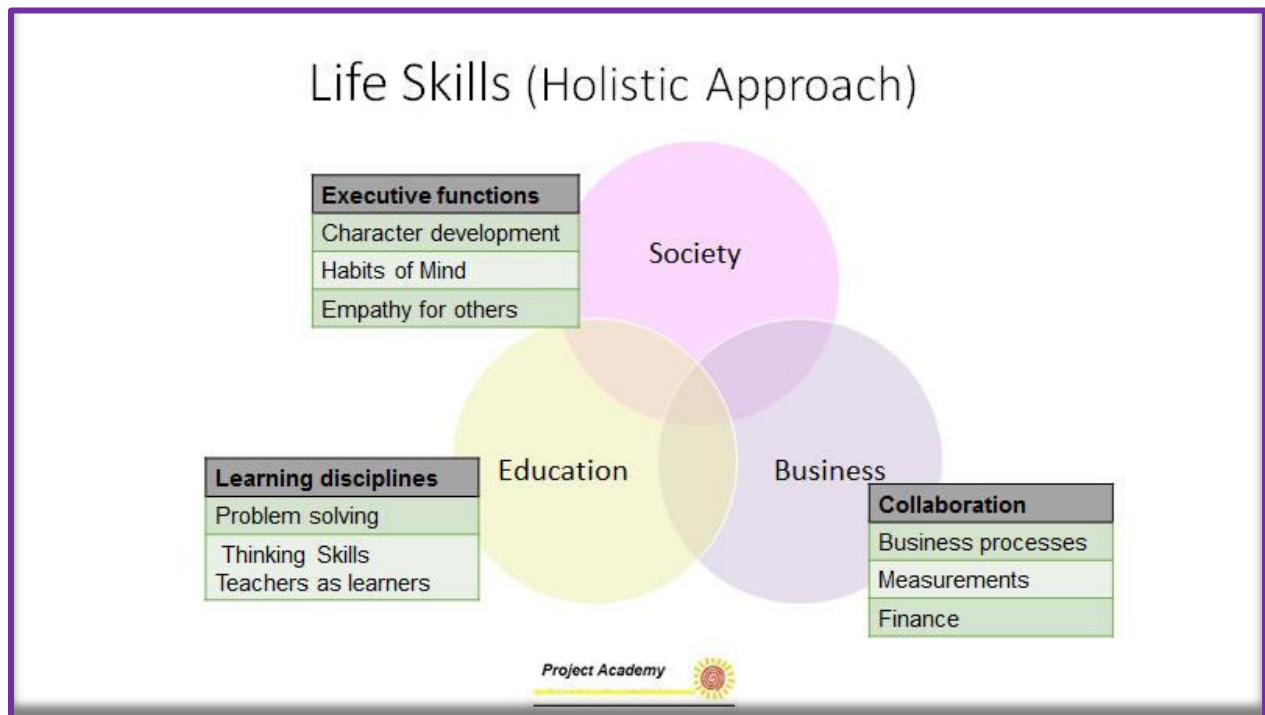 Life Skills (Holistic Approach)
Executive functions
Character development
Habits of Mind
Empathy for others
Society
Education
Business
Learning disciplines
Problem solving
Thinking Skills
Teachers as learners
Collaboration
Business processes
Measurements
Finance
Project Academy